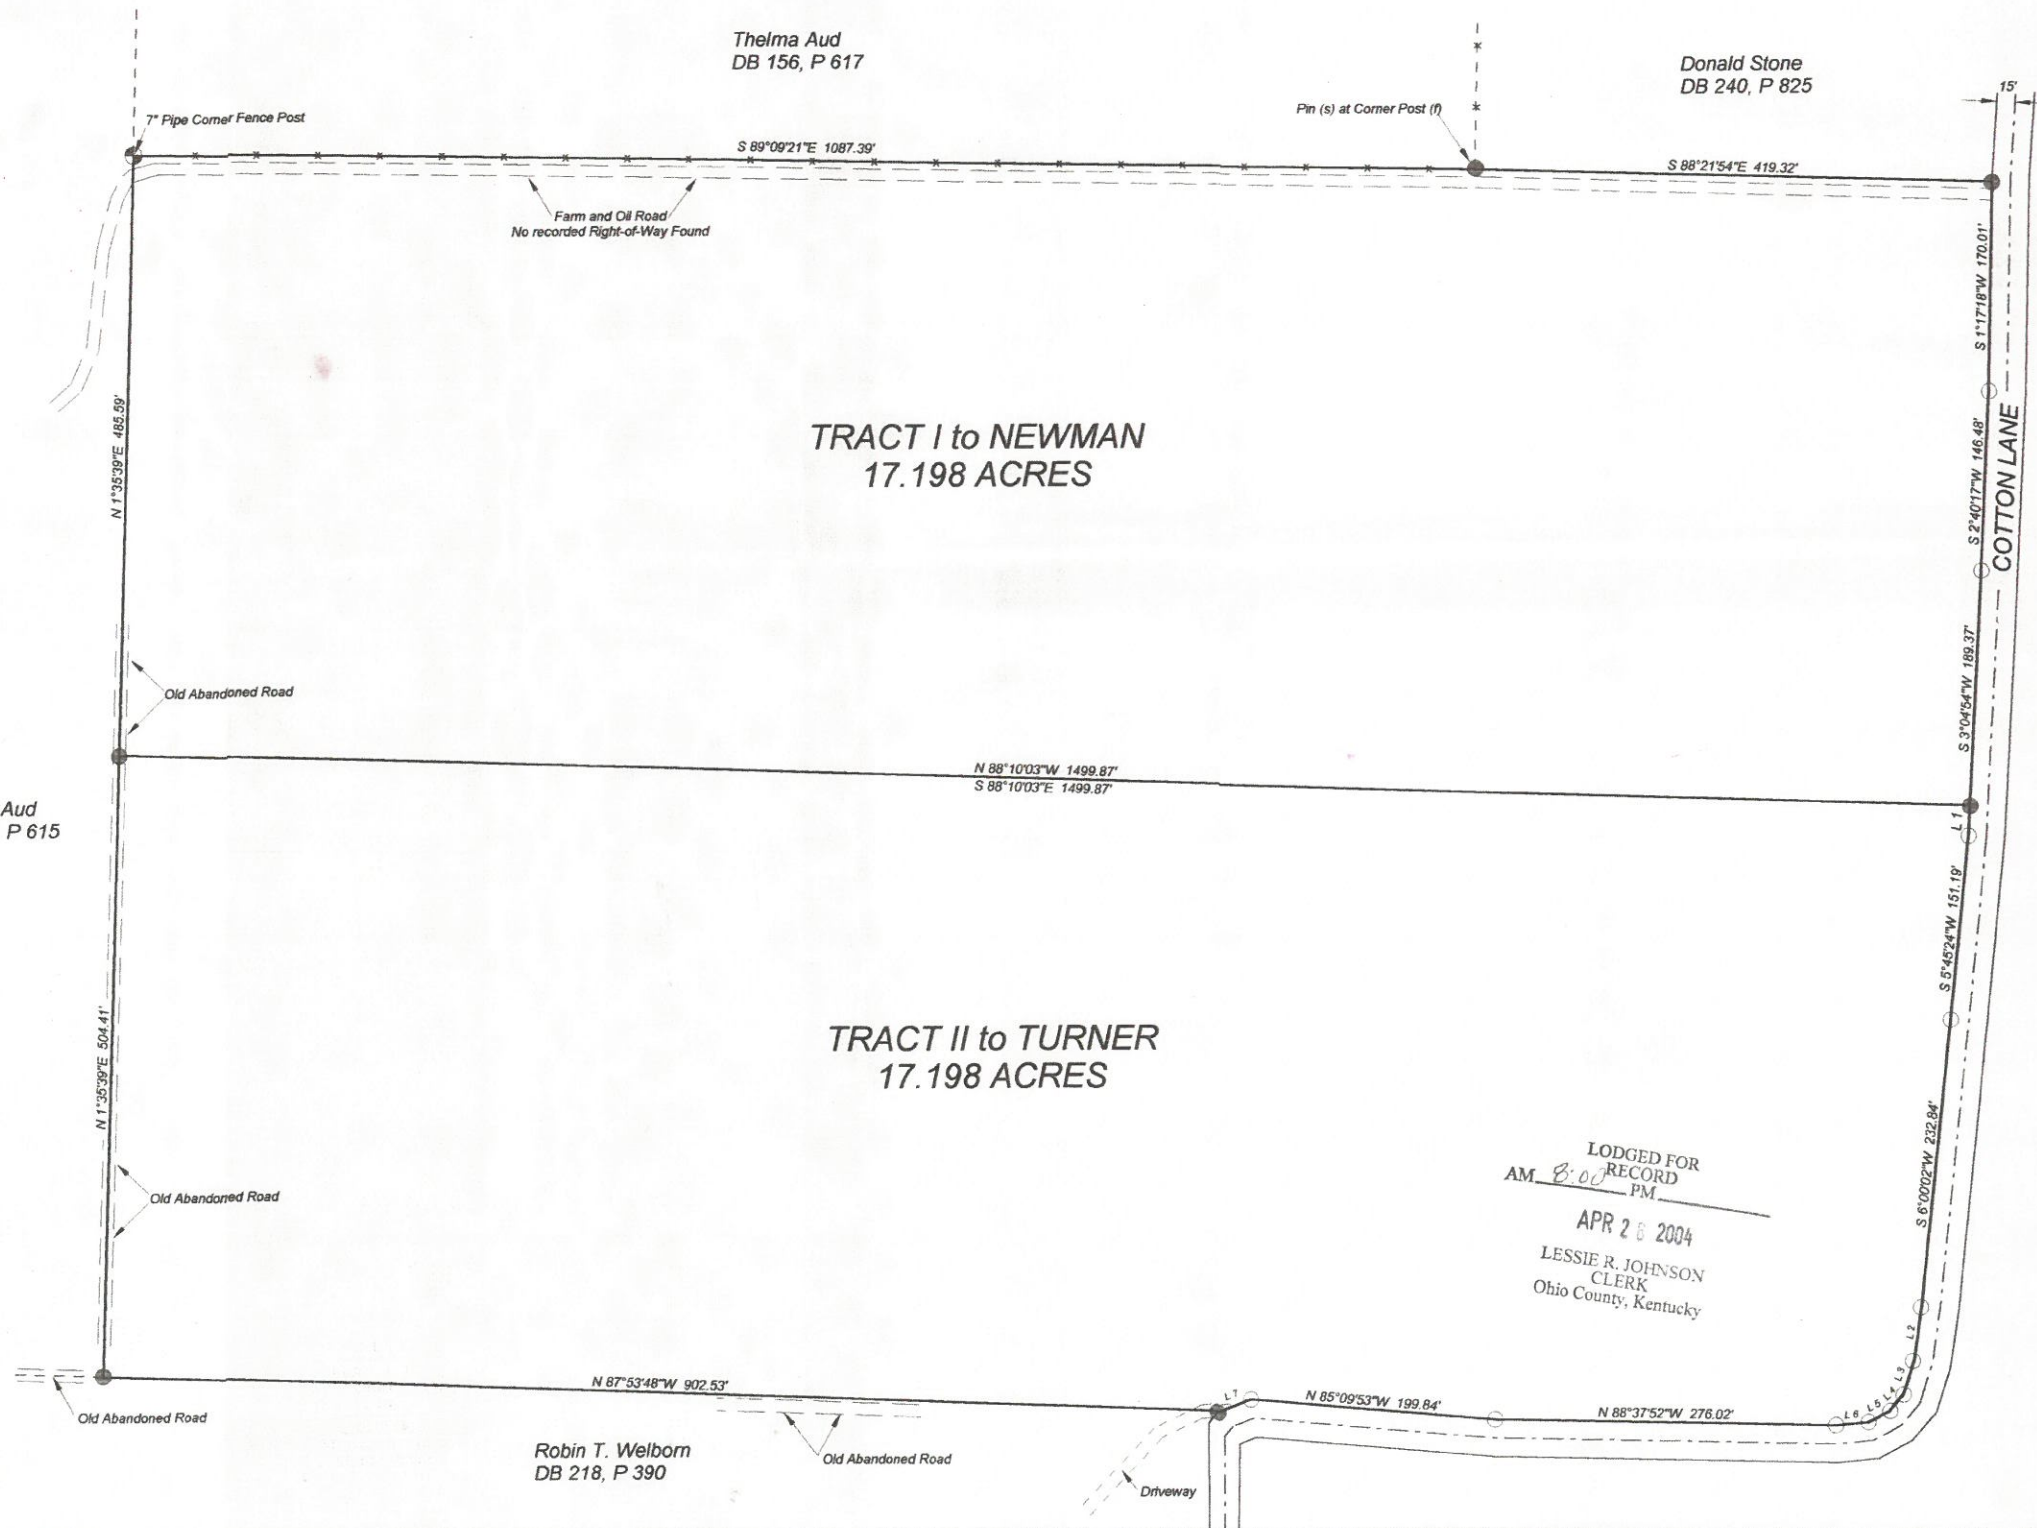 Thelma Aud
DB 156, P 617
Donald Stone
DB 240, P 825
15'
7" Pipe Corner Fence Post
Pin (s) at Corner Post (f)
S 89°09'21"E 1087.39'
S 88°21'54"E 419.32'
Farm and Oil Road
No recorded Right-of-Way Found
S 1°17'18"W 170.01'
N 1°35'39"E 485.59'
TRACT I to NEWMAN
17.198 ACRES
S 2°40'17"W 146.48'
COTTON LANE
S 3°04'54"W 189.37'
Old Abandoned Road
N 88°10'03"W 1499.87'
S 88°10'03"E 1499.87'
Aud
P 615
L 1
S 5°45'24"W 151.19'
N 1°35'39"E 504.41'
TRACT II to TURNER
17.198 ACRES
S 6°00'02"W 232.84'
Old Abandoned Road
LODGED FOR
RECORD
AM 8:00 PM
APR 2 2004
LESSIE R. JOHNSON
CLERK
Ohio County, Kentucky
L 2
L 3
L 4
L 5
L 6
L 7
N 87°53'48"W 902.53'
N 85°09'53"W 199.84'
N 88°37'52"W 276.02'
Old Abandoned Road
Robin T. Welborn
DB 218, P 390
Old Abandoned Road
Driveway